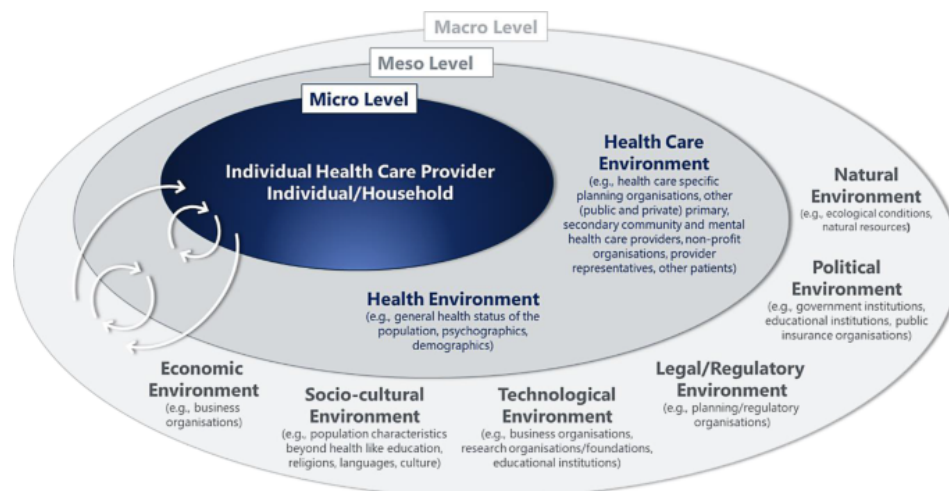 Macro Level
Meso Level
Micro Level
Individual Health Care Provider
Individual/Household
Health Care
Environment
(e.g., health care specific
planning organisations, other
(public and private) primary,
secondary community and mental
health care providers, non-profit
organisations, provider
representatives, other patients)
Health Environment
(e.g., general health status of the
population, psychographics,
demographics)
Natural
Environment
(e.g., ecological conditions,
natural resources)
Political
Environment
(e.g., government institutions,
educational institutions, public
insurance organisations)
Legal/Regulatory
Environment
(e.g., planning/regulatory
organisations)
Technological
Environment
(e.g., business organisations,
research organisations/foundations,
educational institutions)
Socio-cultural
Environment
(e.g., population characteristics
beyond health like education,
religions, languages, culture)
Economic
Environment
(e.g., business
organisations)